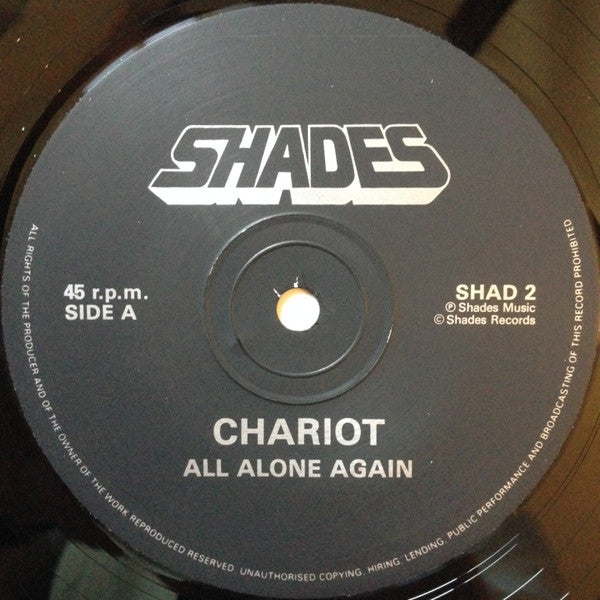 SHADES
45 r.p.m.
SIDE A
SHAD 2
℗ Shades Music
© Shades Records
CHARIOT
ALL ALONE AGAIN
ALL RIGHTS OF THE PRODUCER AND OF THE OWNER OF THE WORK REPRODUCED RESERVED. UNAUTHORISED COPYING, HIRING, LENDING, PUBLIC PERFORMANCE AND BROADCASTING OF THIS RECORD PROHIBITED